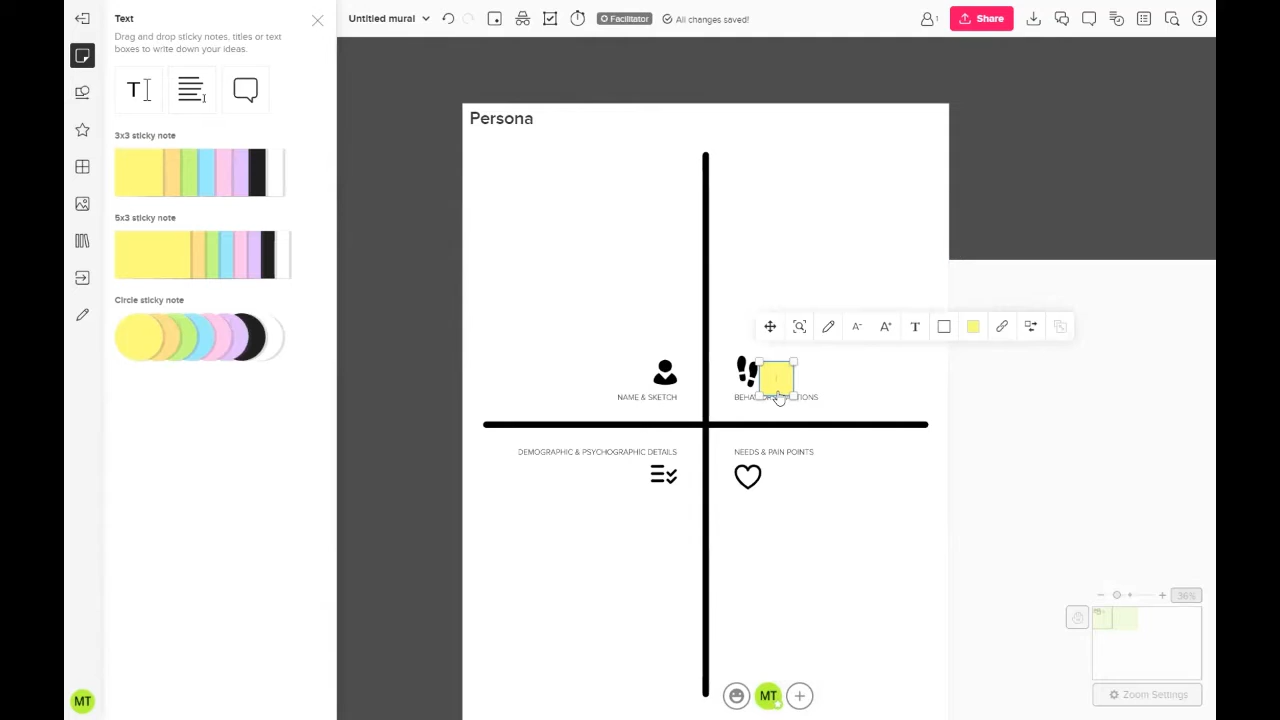 Text
Untitled mural
Facilitator
All changes saved!
1
Share
Drag and drop sticky notes, titles or text
boxes to write down your ideas.
T
3x3 sticky note
5x3 sticky note
Circle sticky note
Persona
A-
A+
T
NAME & SKETCH
DEMOGRAPHIC & PSYCHOGRAPHIC DETAILS
NEEDS & PAIN POINTS
36%
Zoom Settings
MT
MT